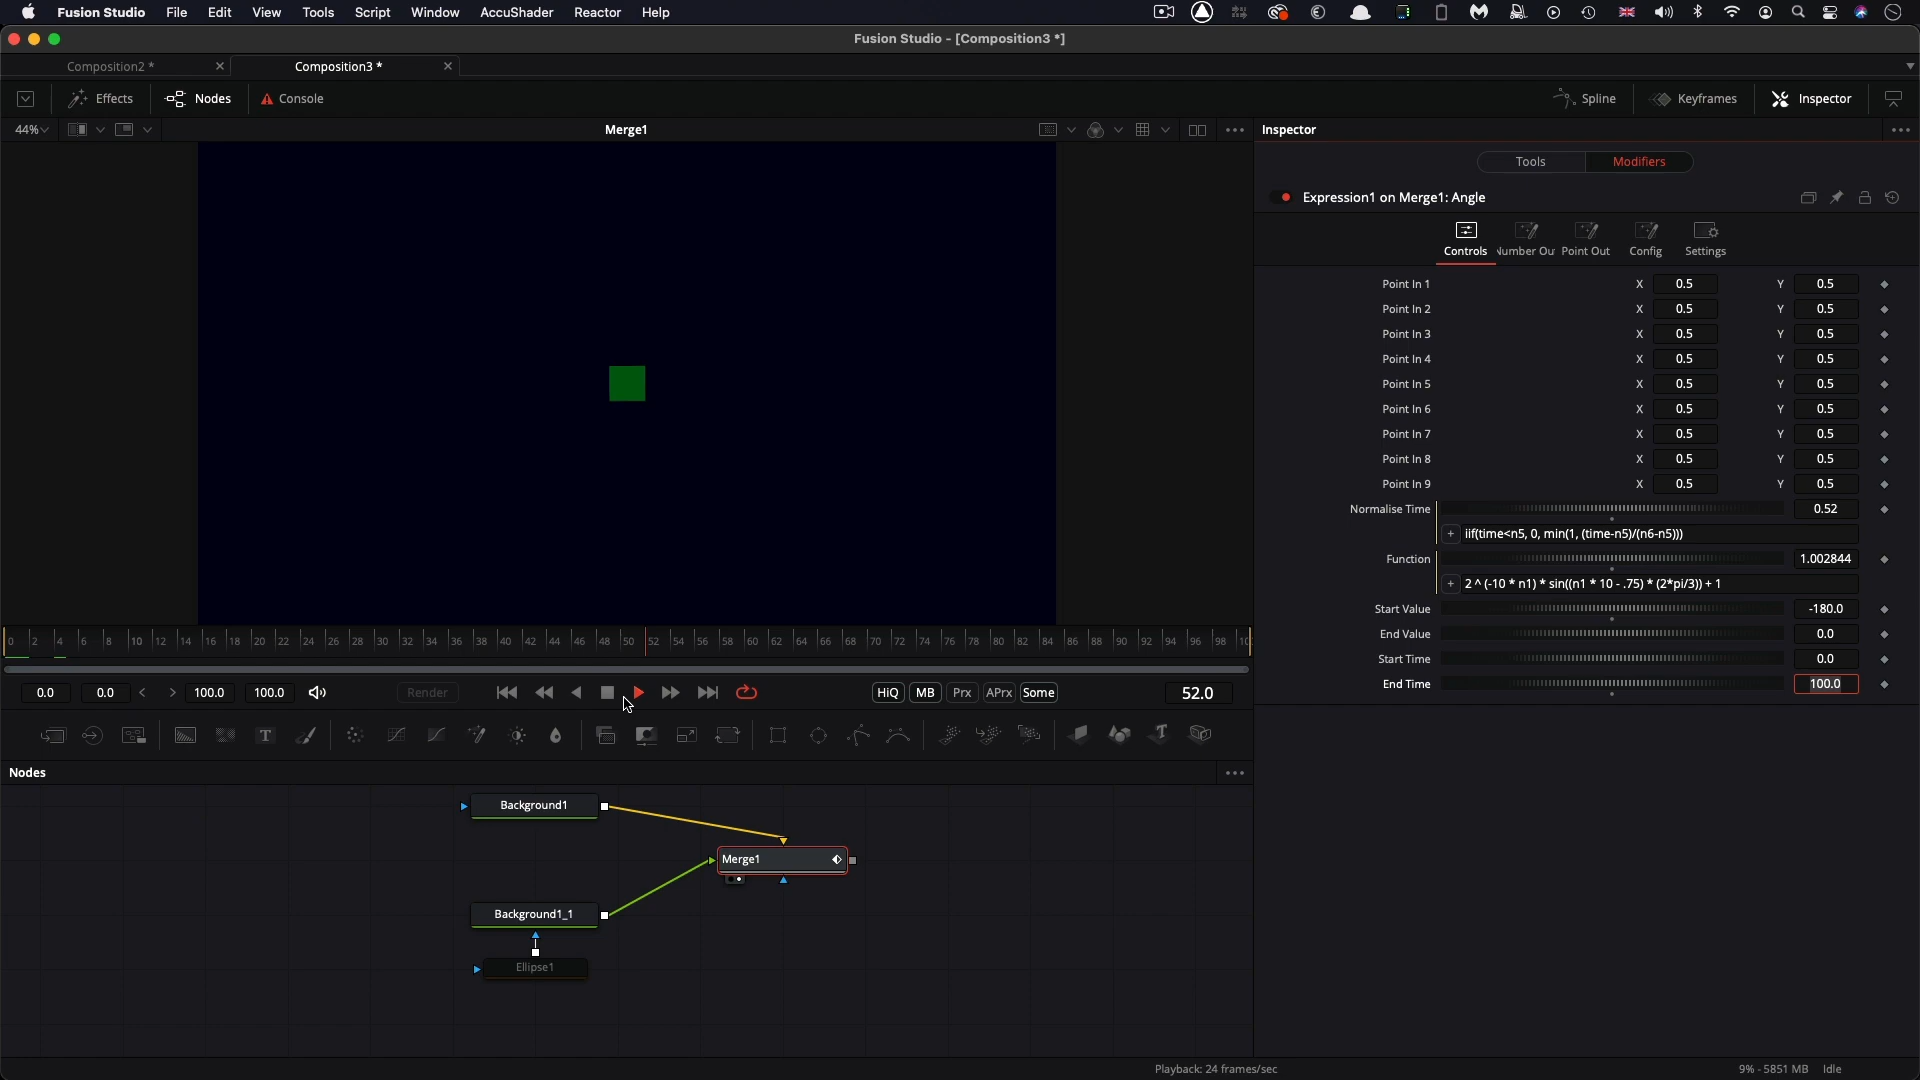 Fusion Studio File Edit View Tools Script Window AccuShader Reactor Help
Fusion Studio - [Composition3 *]
Composition2 * Composition3 *
Effects Nodes Console Spline Keyframes Inspector
44% Merge1 Inspector
Tools Modifiers
Expression1 on Merge1: Angle
Controls Point Out Config Settings
Point In 1 X 0.5 Y 0.5
Point In 2 X 0.5 Y 0.5
Point In 3 X 0.5 Y 0.5
Point In 4 X 0.5 Y 0.5
Point In 5 X 0.5 Y 0.5
Point In 6 X 0.5 Y 0.5
Point In 7 X 0.5 Y 0.5
Point In 8 X 0.5 Y 0.5
Point In 9 X 0.5 Y 0.5
Normalise Time 0.52
iif(time<n5, 0, min(1, (time-n5)/(n6-n5)))
Function 1.002844
2 ^ (-10 * n1) * sin((n1 * 10 - .75) * (2*pi/3)) + 1
Start Value -180.0
End Value 0.0
Start Time 0.0
End Time 100.0
0 2 4 6 8 10 12 14 16 18 20 22 24 26 28 30 32 34 36 38 40 42 44 46 48 50 52 54 56 58 60 62 64 66 68 70 72 74 76 78 80 82 84 86 88 90 92 94 96 98
0.0 0.0 100.0 100.0 Render HiQ MB Prx APrx Some 52.0
Nodes
Background1
Merge1
Background1_1
Ellipse1
Playback: 24 frames/sec 9% - 5851 MB Idle